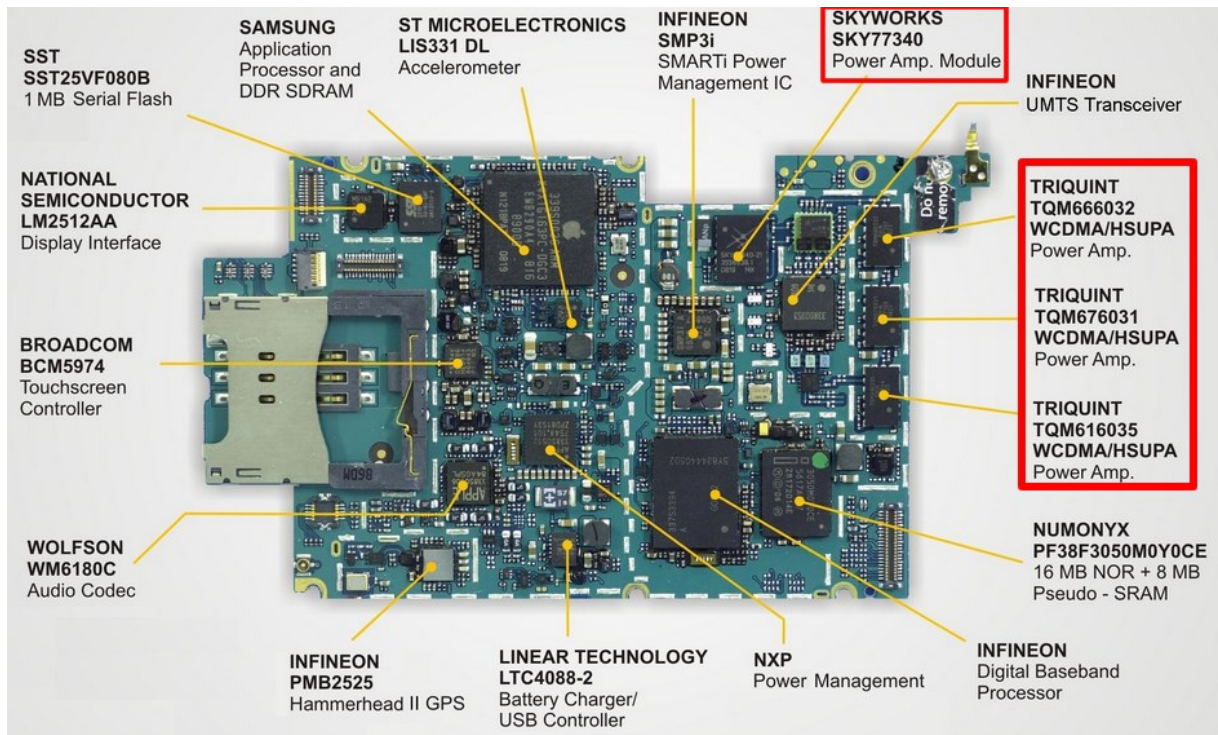 SST
SST25VF080B
1 MB Serial Flash
SAMSUNG
Application
Processor and
DDR SDRAM
ST MICROELECTRONICS
LIS331 DL
Accelerometer
INFINEON
SMP3i
SMARTi Power
Management IC
SKYWORKS
SKY77340
Power Amp. Module
INFINEON
UMTS Transceiver
NATIONAL
SEMICONDUCTOR
LM2512AA
Display Interface
TRIQUINT
TQM666032
WCDMA/HSUPA
Power Amp.
TRIQUINT
TQM676031
WCDMA/HSUPA
Power Amp.
TRIQUINT
TQM616035
WCDMA/HSUPA
Power Amp.
BROADCOM
BCM5974
Touchscreen
Controller
WOLFSON
WM6180C
Audio Codec
NUMONYX
PF38F3050M0Y0CE
16 MB NOR + 8 MB
Pseudo - SRAM
INFINEON
PMB2525
Hammerhead II GPS
LINEAR TECHNOLOGY
LTC4088-2
Battery Charger/
USB Controller
NXP
Power Management
INFINEON
Digital Baseband
Processor
Do not
remove